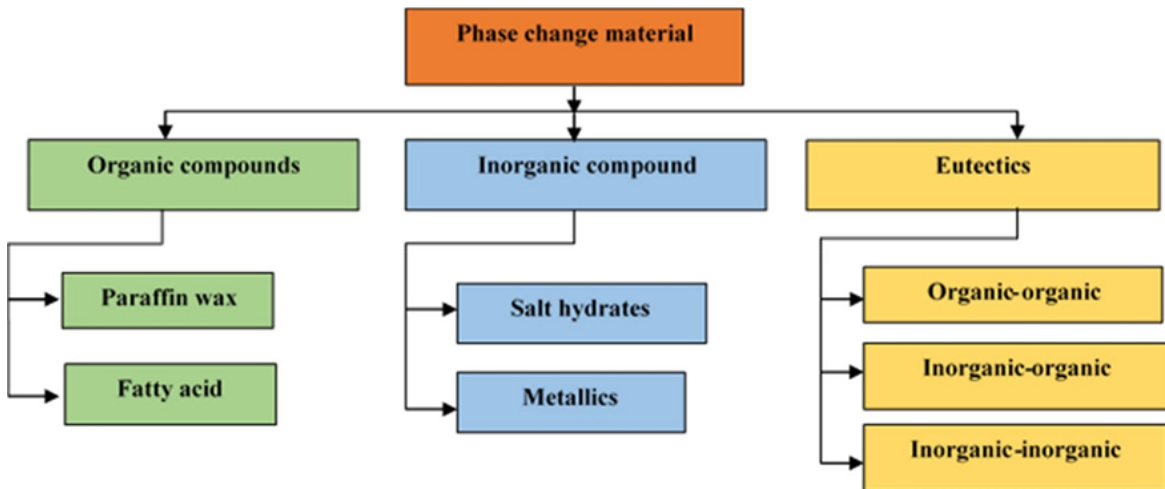 Phase change material
Organic compounds
Inorganic compound
Eutectics
Paraffin wax
Fatty acid
Salt hydrates
Metallics
Organic-organic
Inorganic-organic
Inorganic-inorganic